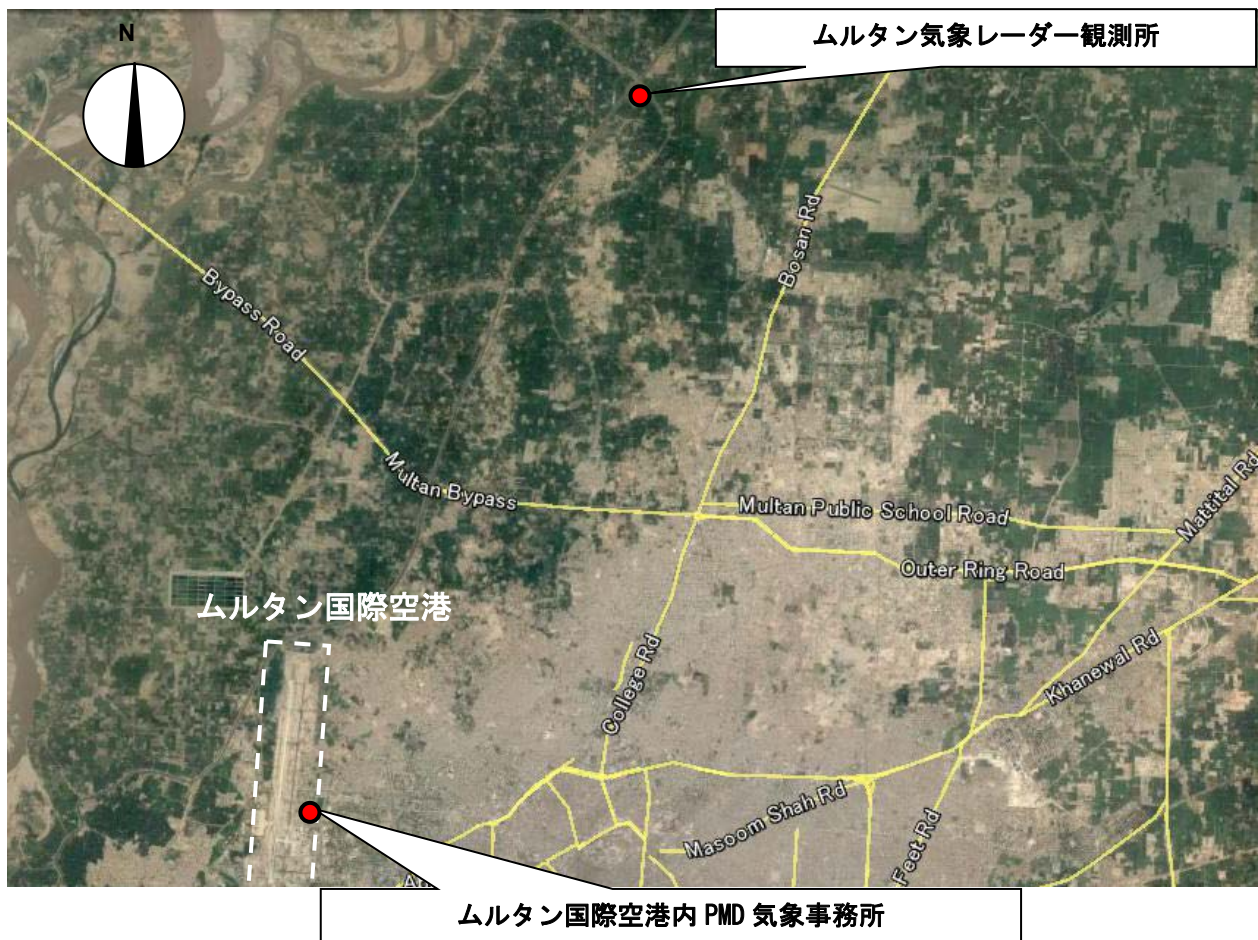 N
ムルタン気象レーダー観測所
Bosan Rd
Bypass Road
Multan Bypass
Multan Public School Road
Mattital Rd
Outer Ring Road
ムルタン国際空港
College Rd
Khanewal Rd
Masoom Shah Rd
Feet Rd
ムルタン国際空港内 PMD 気象事務所